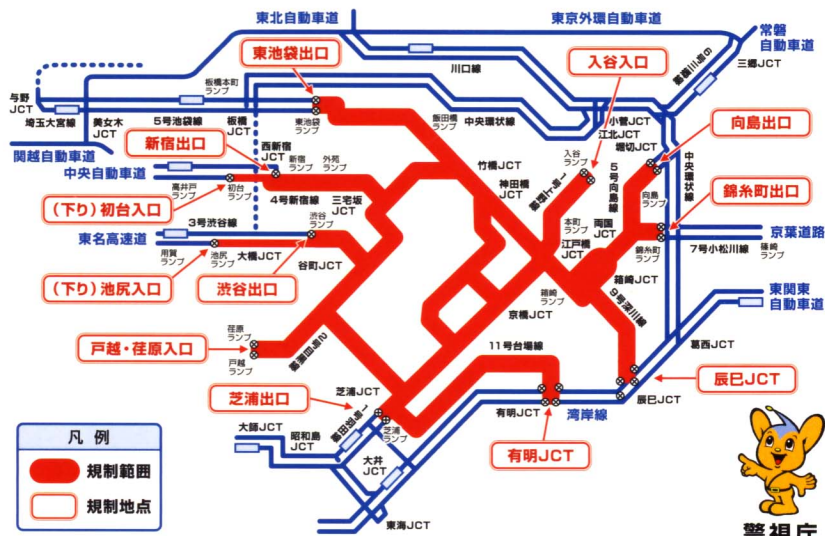 東北自動車道
東京外環自動車道
常磐
自動車道
東池袋出口
入谷入口
三郷JCT
川口線
板橋本町
ランプ
与野
JCT
埼玉大宮線
美女木
JCT
5号池袋線
板橋
JCT
東池袋
ランプ
飯田橋
ランプ
中央環状線
小菅JCT
江北JCT
堀切JCT
向島出口
関越自動車道
新宿出口
西新宿
JCT
新宿
ランプ
外苑
ランプ
竹橋JCT
入谷
ランプ
中央自動車道
高井戸
ランプ
初台
ランプ
神田橋
JCT
5号向島線
向島
ランプ
中央環状線
(下り)初台入口
4号新宿線
三宅坂
JCT
本町
ランプ
両国
JCT
錦糸町出口
3号渋谷線
渋谷
ランプ
江戸橋
JCT
京葉道路
東名高速道
用賀
ランプ
池尻
ランプ
大橋JCT
谷町JCT
錦糸町
ランプ
7号小松川線
篠崎
ランプ
(下り)池尻入口
渋谷出口
箱崎
ランプ
箱崎JCT
東関東
自動車道
9号深川線
京橋JCT
荏原
ランプ
戸越
ランプ
戸越・荏原入口
11号台場線
葛西JCT
芝浦出口
芝浦JCT
辰巳JCT
辰巳JCT
芝浦
ランプ
有明JCT
湾岸線
大師JCT
昭和島
JCT
大井
JCT
有明JCT
東海JCT
凡例
規制範囲
規制地点
警視庁